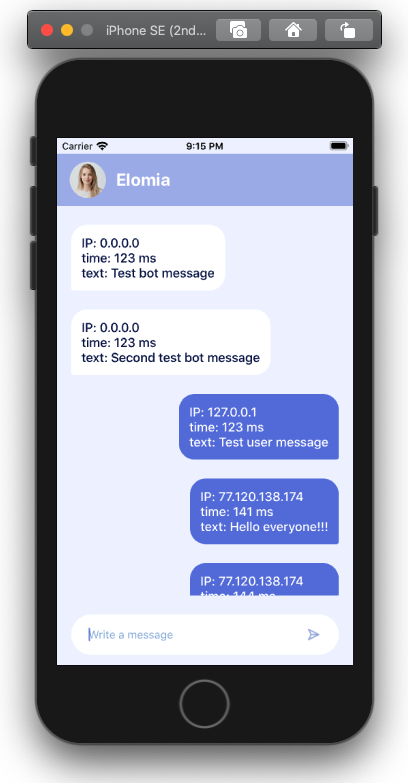 iPhone SE (2nd...
Carrier 9:15 PM
Elomia
IP: 0.0.0.0
time: 123 ms
text: Test bot message
IP: 0.0.0.0
time: 123 ms
text: Second test bot message
IP: 127.0.0.1
time: 123 ms
text: Test user message
IP: 77.120.138.174
time: 141 ms
text: Hello everyone!!!
IP: 77.120.138.174
time: 144 ms
Write a message